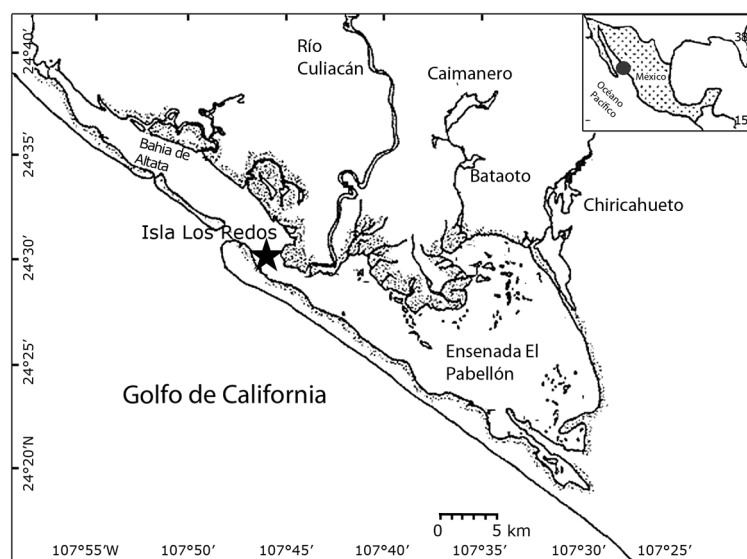 24°40'
Río
Culiacán
Caimanero
38
México
Océano
Pacífico
15
24°35'
Bahia de
Altata
Bataoto
Chiricahueto
Isla Los Redos
24°30'
Ensenada El
Pabellón
24°25'
Golfo de California
24°20'N
0 5 km
107°55'W 107°50' 107°45' 107°40' 107°35' 107°30' 107°25'